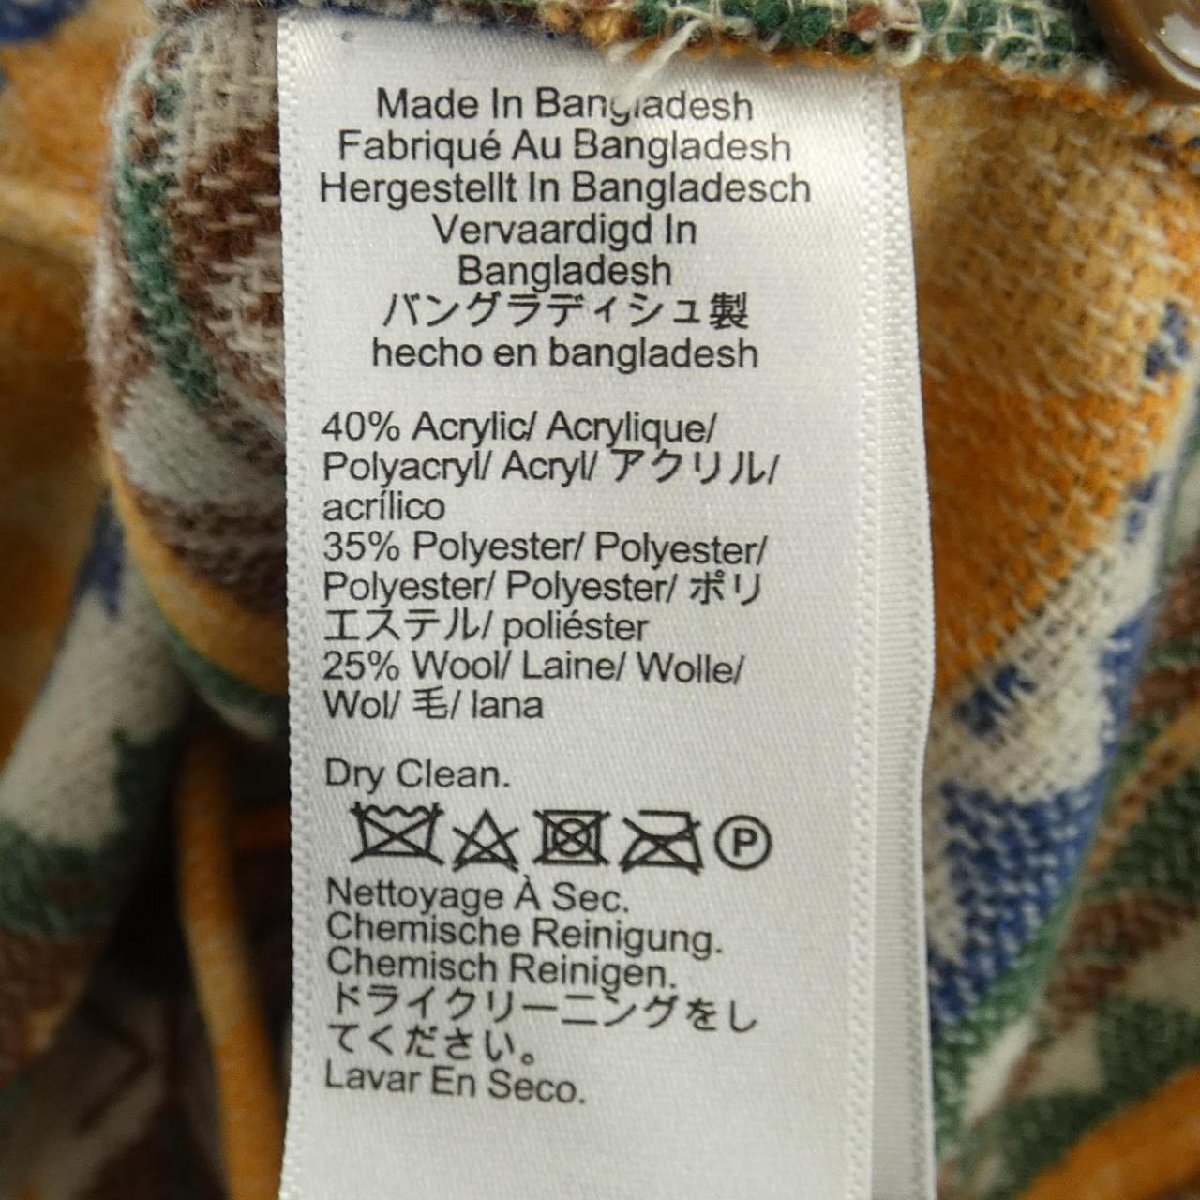 Made In Bangladesh
Fabriqué Au Bangladesh
Hergestellt In Bangladesch
Vervaardigd In
Bangladesh
バングラディシュ製
hecho en bangladesh
40% Acrylic/ Acrylique/
Polyacryl/ Acryl/ アクリル/
acrílico
35% Polyester/ Polyester/
Polyester/ Polyester/ ポリ
エステル/ poliéster
25% Wool/ Laine/ Wolle/
Wol/ 毛/ lana
Dry Clean.
P
Nettoyage À Sec.
Chemische Reinigung.
Chemisch Reinigen.
ドライクリーニングをし
てください。
Lavar En Seco.